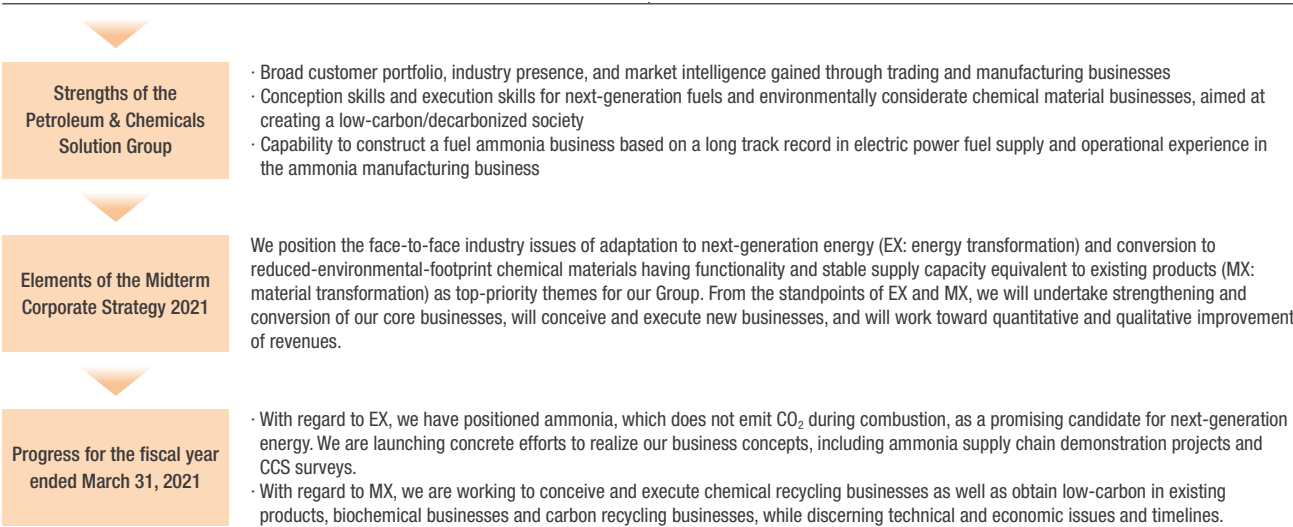 Strengths of the
Petroleum & Chemicals
Solution Group
· Broad customer portfolio, industry presence, and market intelligence gained through trading and manufacturing businesses
· Conception skills and execution skills for next-generation fuels and environmentally considerate chemical material businesses, aimed at
creating a low-carbon/decarbonized society
· Capability to construct a fuel ammonia business based on a long track record in electric power fuel supply and operational experience in
the ammonia manufacturing business
Elements of the Midterm
Corporate Strategy 2021
We position the face-to-face industry issues of adaptation to next-generation energy (EX: energy transformation) and conversion to
reduced-environmental-footprint chemical materials having functionality and stable supply capacity equivalent to existing products (MX:
material transformation) as top-priority themes for our Group. From the standpoints of EX and MX, we will undertake strengthening and
conversion of our core businesses, will conceive and execute new businesses, and will work toward quantitative and qualitative improvement
of revenues.
Progress for the fiscal year
ended March 31, 2021
· With regard to EX, we have positioned ammonia, which does not emit CO₂ during combustion, as a promising candidate for next-generation
energy. We are launching concrete efforts to realize our business concepts, including ammonia supply chain demonstration projects and
CCS surveys.
· With regard to MX, we are working to conceive and execute chemical recycling businesses as well as obtain low-carbon in existing
products, biochemical businesses and carbon recycling businesses, while discerning technical and economic issues and timelines.